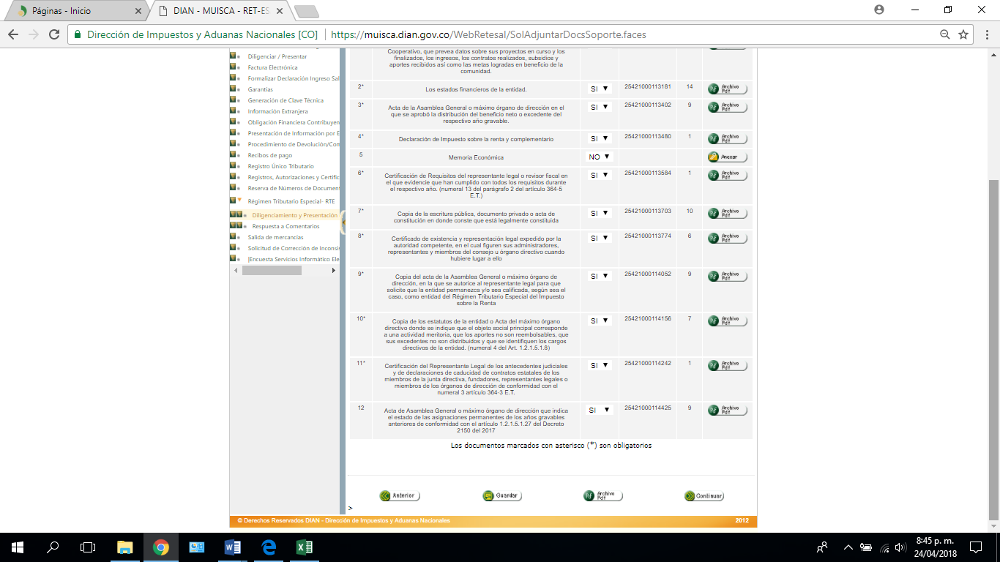 Páginas - Inicio
DIAN - MUISCA - RET-ES
Dirección de Impuestos y Aduanas Nacionales [CO]
https://muisca.dian.gov.co/WebRetesal/SolAdjuntarDocsSoporte.faces
Diligenciar / Presentar
Factura Electrónica
Formalizar Declaración Ingreso Sal
Garantías
Generación de Clave Técnica
Información Extranjera
Obligación Financiera Contribuyen
Presentación de Información por E
Procedimiento de Devolución/Com
Recibos de pago
Registro Único Tributario
Registros, Autorizaciones y Certific
Reserva de Números de Document
Régimen Tributario Especial- RTE
Diligenciamiento y Presentación
Respuesta a Comentarios
Salida de mercancías
Solicitud de Corrección de Inconsis
[Encuesta Servicios Informático Ele
Cooperativo, que prevea datos sobre sus proyectos en curso y los
finalizados, los ingresos, los contratos realizados, subsidios y
aportes recibidos así como las metas logradas en beneficio de la
comunidad.
2* Los estados financieros de la entidad. SI 25421000113181 14 Archivo Pdf
3* Acta de la Asamblea General o máximo órgano de dirección en el SI 25421000113402 9 Archivo Pdf
que se aprobó la distribución del beneficio neto o excedente del
respectivo año gravable.
4* Declaración de Impuesto sobre la renta y complementario SI 25421000113480 1 Archivo Pdf
5 Memoria Económica NO Anexar
6* Certificación de Requisitos del representante legal o revisor fiscal en SI 25421000113584 1 Archivo Pdf
el que evidencie que han cumplido con todos los requisitos durante
el respectivo año. (numeral 13 del parágrafo 2 del artículo 364-5
E.T.)
7* Copia de la escritura pública, documento privado o acta de SI 25421000113703 10 Archivo Pdf
constitución en donde conste que está legalmente constituida
8* Certificado de existencia y representación legal expedido por la SI 25421000113774 6 Archivo Pdf
autoridad competente, en el cual figuren sus administradores,
representantes y miembros del consejo u órgano directivo cuando
hubiere lugar a ello
9* Copia del acta de la Asamblea General o máximo órgano de SI 25421000114052 9 Archivo Pdf
dirección, en la que se autorice al representante legal para que
solicite que la entidad permanezca y/o sea calificada, según sea el
caso, como entidad del Régimen Tributario Especial del Impuesto
sobre la Renta
10* Copia de los estatutos de la entidad o Acta del máximo órgano SI 25421000114156 7 Archivo Pdf
directivo donde se indique que el objeto social principal corresponde
a una actividad meritoria, que los aportes no son reembolsables, que
sus excedentes no son distribuidos y que se identifiquen los cargos
directivos de la entidad. (numeral 4 del Art. 1.2.1.5.1.8)
11* Certificación del Representante Legal de los antecedentes judiciales SI 25421000114242 1 Archivo Pdf
y de declaraciones de caducidad de contratos estatales de los
miembros de la junta directiva, fundadores, representantes legales o
miembros de los órganos de dirección de conformidad con el
numeral 3 artículo 364-3 E.T.
12 Acta de Asamblea General o máximo órgano de dirección que indica SI 25421000114425 9 Archivo Pdf
el estado de las asignaciones permanentes de los años gravables
anteriores de conformidad con el artículo 1.2.1.5.1.27 del Decreto
2150 del 2017
Los documentos marcados con asterisco (*) son obligatorios
Anterior Guardar Archivo Pdf Continuar
>
© Derechos Reservados DIAN - Dirección de Impuestos y Aduanas Nacionales 2012
8:45 p. m.
24/04/2018